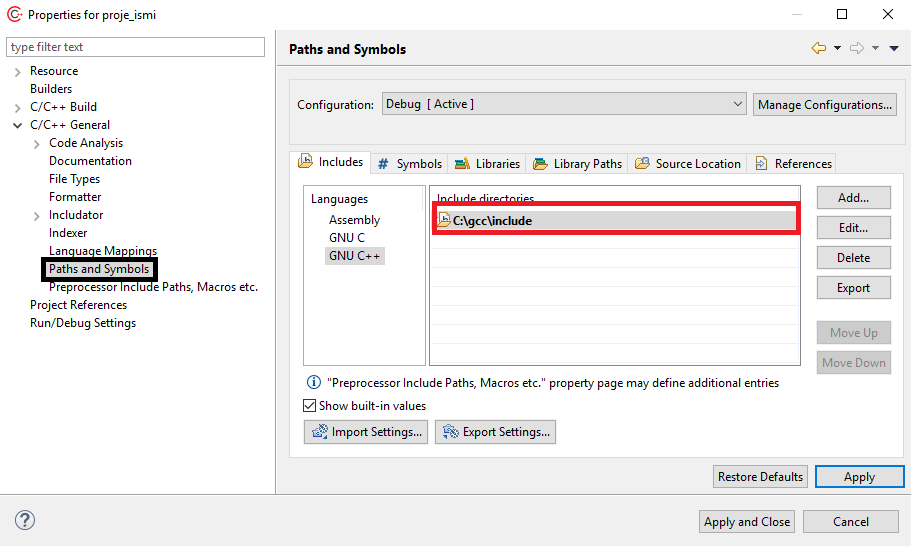 Properties for proje_ismi
type filter text
Resource
Builders
C/C++ Build
C/C++ General
Code Analysis
Documentation
File Types
Formatter
Includator
Indexer
Language Mappings
Paths and Symbols
Preprocessor Include Paths, Macros etc.
Project References
Run/Debug Settings
Paths and Symbols
Configuration: Debug [ Active ] Manage Configurations...
Includes # Symbols Libraries Library Paths Source Location References
Languages
Assembly
GNU C
GNU C++
Include directories
C:\gcc\include
Add...
Edit...
Delete
Export
Move Up
Move Down
"Preprocessor Include Paths, Macros etc." property page may define additional entries
Show built-in values
Import Settings... Export Settings...
Restore Defaults Apply
Apply and Close Cancel